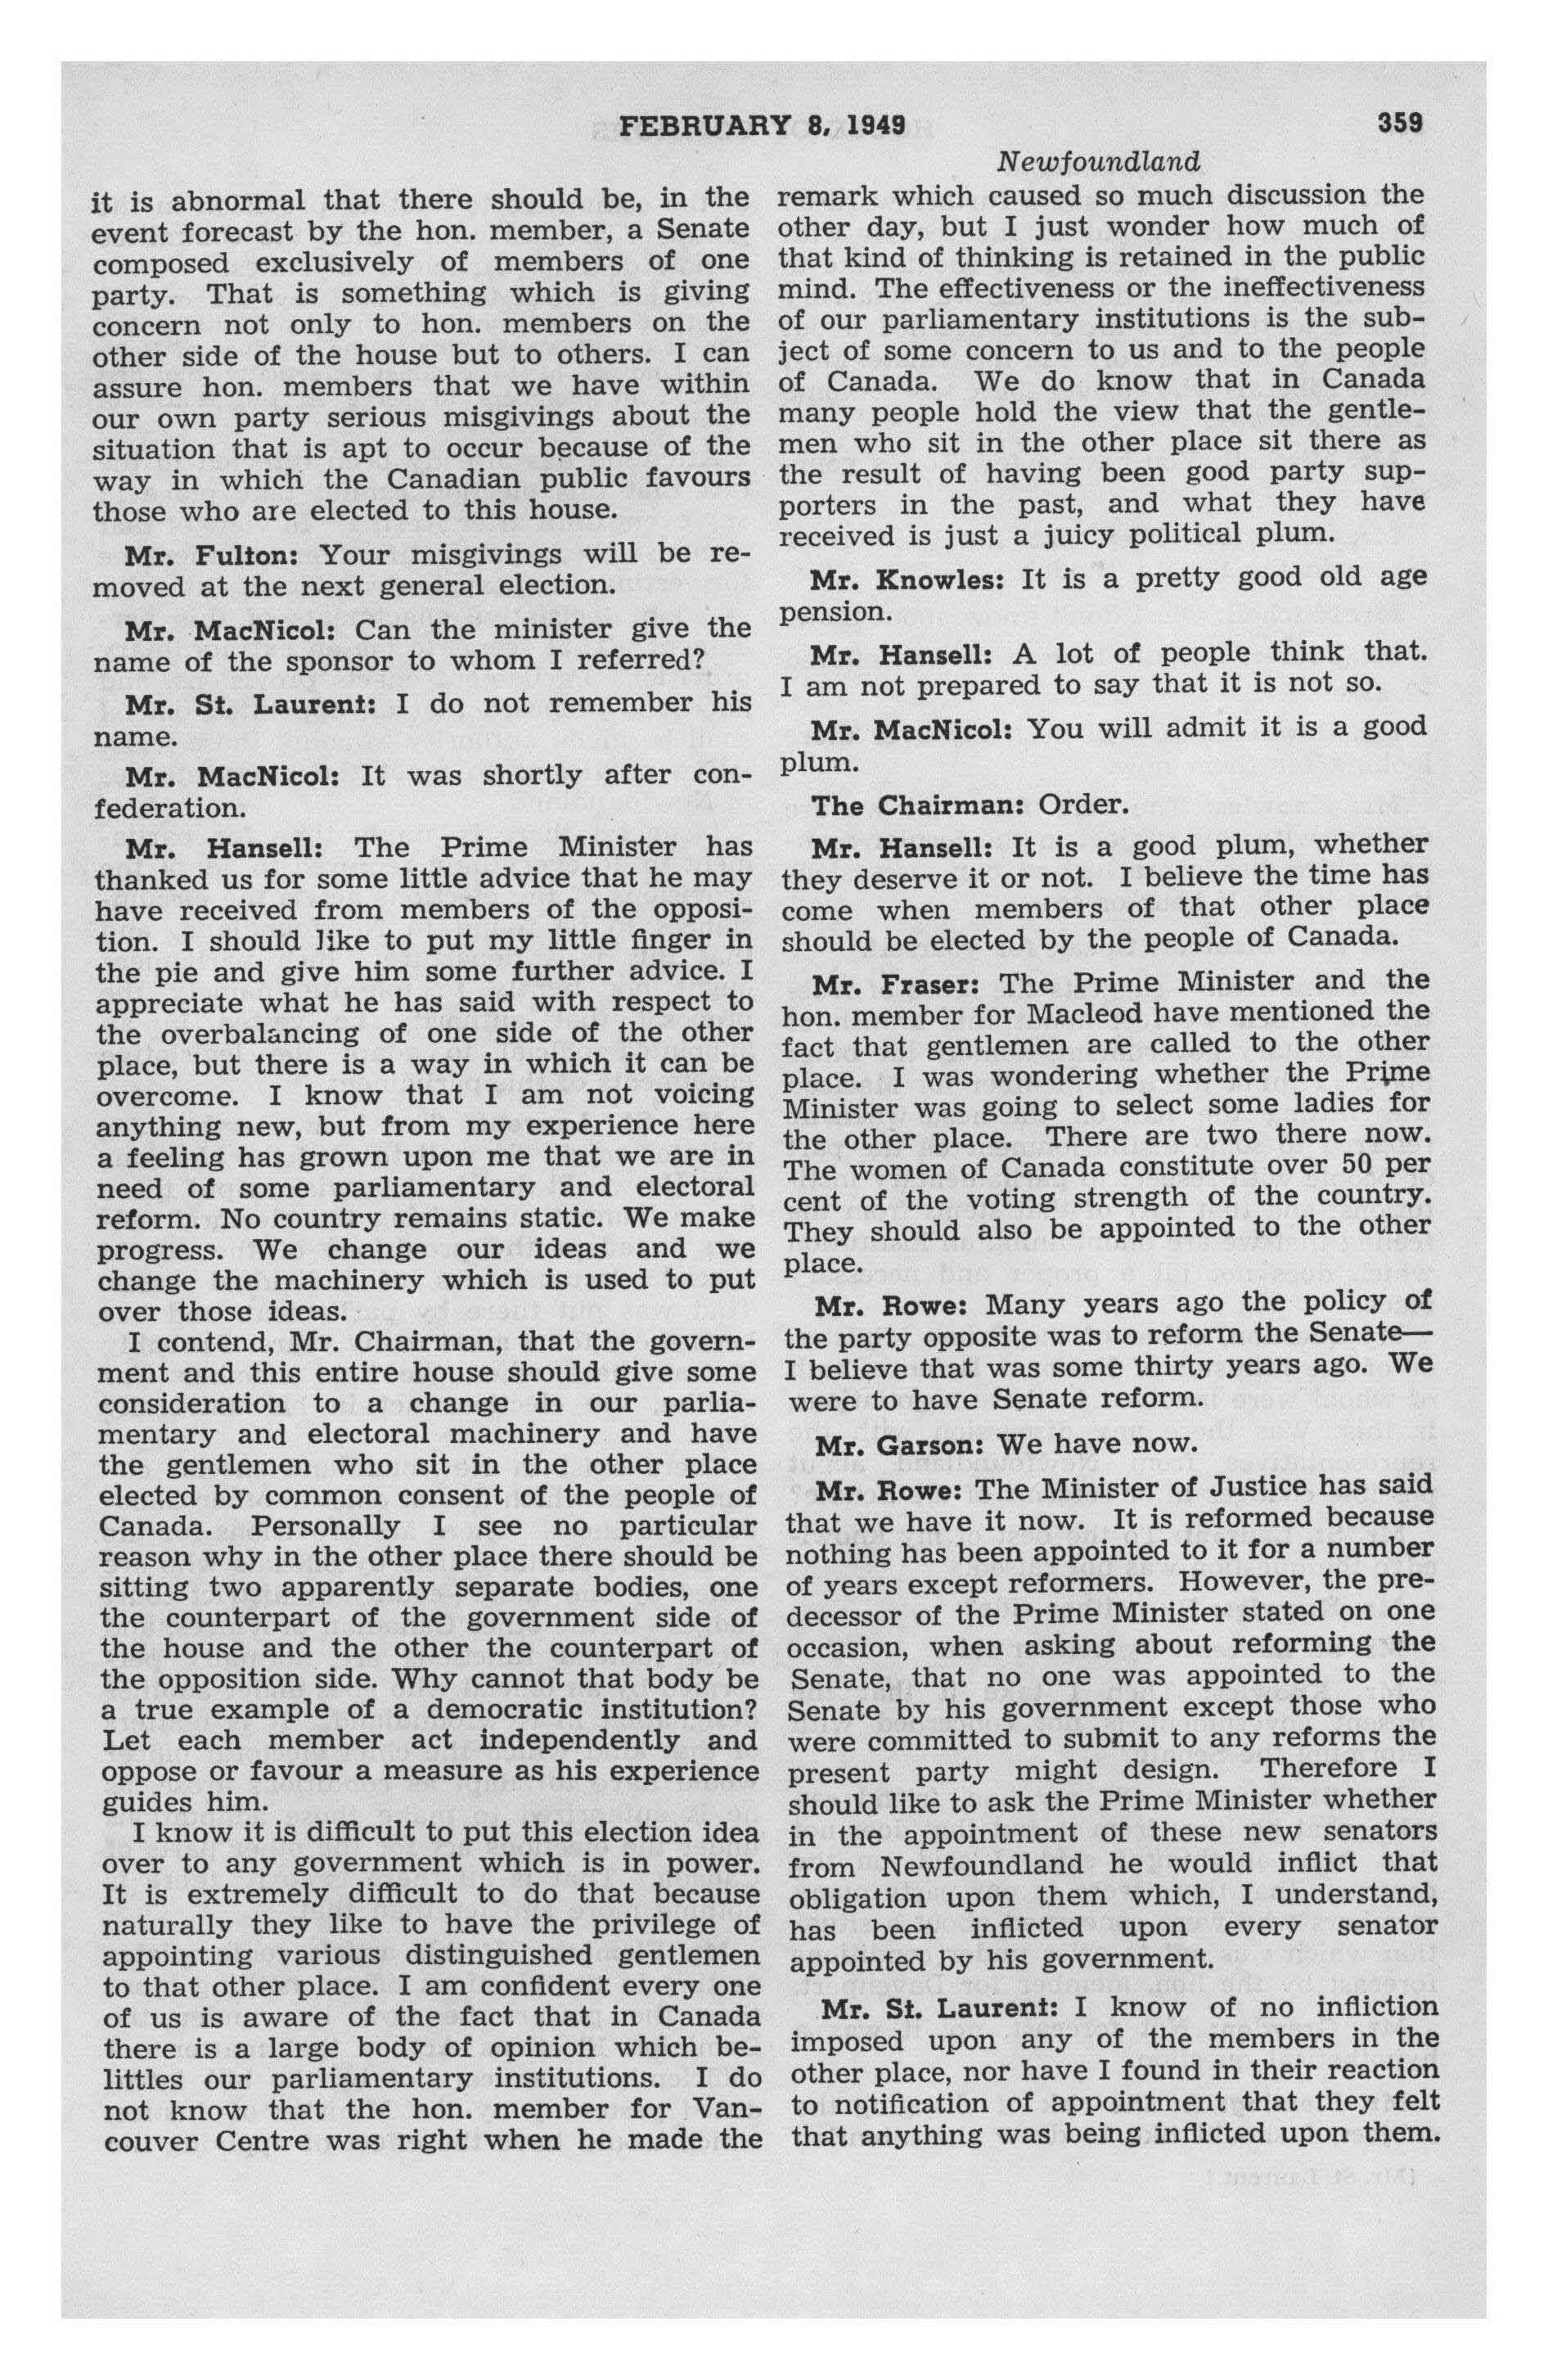 FEBRUARY 8, 1949
359
Newfoundland
it is abnormal that there should be, in the
event forecast by the hon. member, a Senate
composed exclusively of members of one
party. That is something which is giving
concern not only to hon. members on the
other side of the house but to others. I can
assure hon. members that we have within
our own party serious misgivings about the
situation that is apt to occur because of the
way in which the Canadian public favours
those who are elected to this house.
Mr. Fulton: Your misgivings will be re-
moved at the next general election.
Mr. MacNicol: Can the minister give the
name of the sponsor to whom I referred?
Mr. St. Laurent: I do not remember his
name.
Mr. MacNicol: It was shortly after con-
federation.
Mr. Hansell: The Prime Minister has
thanked us for some little advice that he may
have received from members of the opposi-
tion. I should like to put my little finger in
the pie and give him some further advice. I
appreciate what he has said with respect to
the overbalancing of one side of the other
place, but there is a way in which it can be
overcome. I know that I am not voicing
anything new, but from my experience here
a feeling has grown upon me that we are in
need of some parliamentary and electoral
reform. No country remains static. We make
progress. We change our ideas and we
change the machinery which is used to put
over those ideas.
I contend, Mr. Chairman, that the govern-
ment and this entire house should give some
consideration to a change in our parlia-
mentary and electoral machinery and have
the gentlemen who sit in the other place
elected by common consent of the people of
Canada. Personally I see no particular
reason why in the other place there should be
sitting two apparently separate bodies, one
the counterpart of the government side of
the house and the other the counterpart of
the opposition side. Why cannot that body be
a true example of a democratic institution?
Let each member act independently and
oppose or favour a measure as his experience
guides him.
I know it is difficult to put this election idea
over to any government which is in power.
It is extremely difficult to do that because
naturally they like to have the privilege of
appointing various distinguished gentlemen
to that other place. I am confident every one
of us is aware of the fact that in Canada
there is a large body of opinion which be-
littles our parliamentary institutions. I do
not know that the hon. member for Van-
couver Centre was right when he made the
remark which caused so much discussion the
other day, but I just wonder how much of
that kind of thinking is retained in the public
mind. The effectiveness or the ineffectiveness
of our parliamentary institutions is the sub-
ject of some concern to us and to the people
of Canada. We do know that in Canada
many people hold the view that the gentle-
men who sit in the other place sit there as
the result of having been good party sup-
porters in the past, and what they have
received is just a juicy political plum.
Mr. Knowles: It is a pretty good old age
pension.
Mr. Hansell: A lot of people think that.
I am not prepared to say that it is not so.
Mr. MacNicol: You will admit it is a good
plum.
The Chairman: Order.
Mr. Hansell: It is a good plum, whether
they deserve it or not. I believe the time has
come when members of that other place
should be elected by the people of Canada.
Mr. Fraser: The Prime Minister and the
hon. member for Macleod have mentioned the
fact that gentlemen are called to the other
place. I was wondering whether the Prime
Minister was going to select some ladies for
the other place. There are two there now.
The women of Canada constitute over 50 per
cent of the voting strength of the country.
They should also be appointed to the other
place.
Mr. Rowe: Many years ago the policy of
the party opposite was to reform the Senate—
I believe that was some thirty years ago. We
were to have Senate reform.
Mr. Garson: We have now.
Mr. Rowe: The Minister of Justice has said
that we have it now. It is reformed because
nothing has been appointed to it for a number
of years except reformers. However, the pre-
decessor of the Prime Minister stated on one
occasion, when asking about reforming the
Senate, that no one was appointed to the
Senate by his government except those who
were committed to submit to any reforms the
present party might design. Therefore I
should like to ask the Prime Minister whether
in the appointment of these new senators
from Newfoundland he would inflict that
obligation upon them which, I understand,
has been inflicted upon every senator
appointed by his government.
Mr. St. Laurent: I know of no infliction
imposed upon any of the members in the
other place, nor have I found in their reaction
to notification of appointment that they felt
that anything was being inflicted upon them.